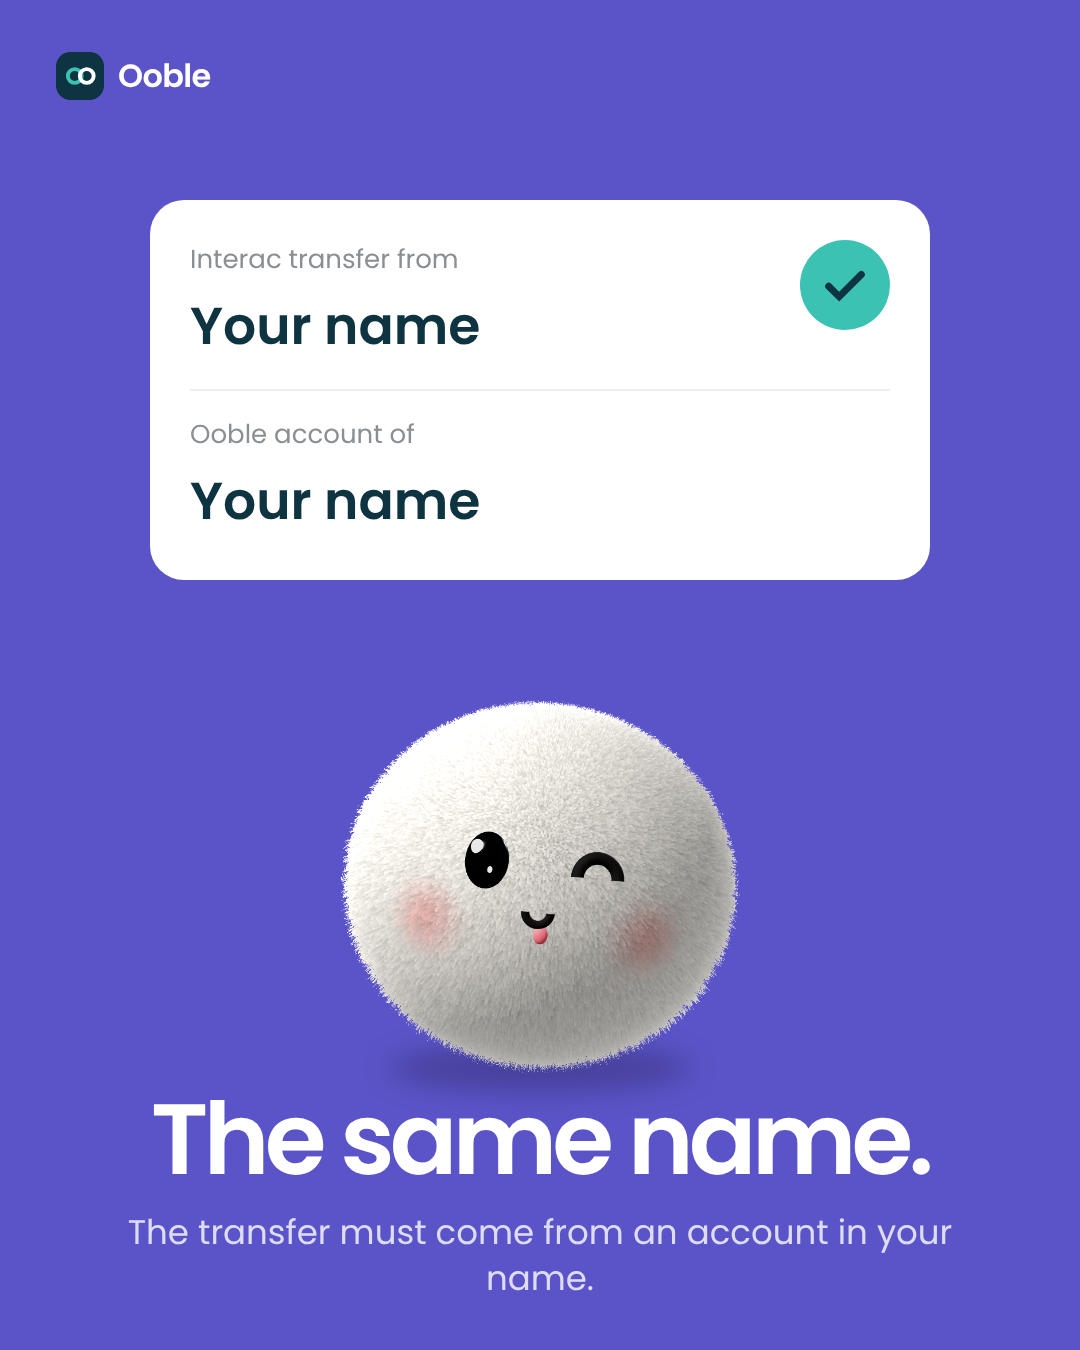 Ooble
Interac transfer from
Your name
Ooble account of
Your name
The same name.
The transfer must come from an account in your
name.